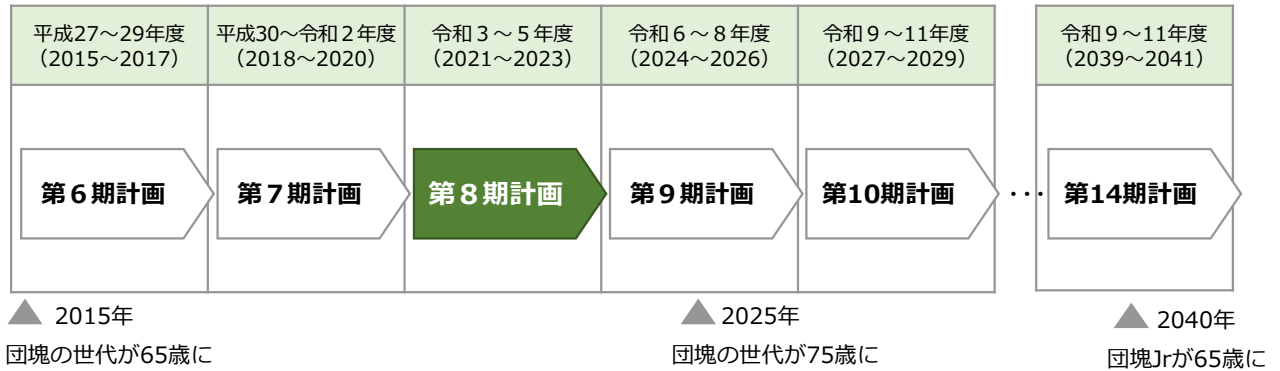 平成27～29年度
（2015～2017）
平成30～令和２年度
（2018～2020）
令和３～５年度
（2021～2023）
令和６～８年度
（2024～2026）
令和９～11年度
（2027～2029）
令和９～11年度
（2039～2041）
第６期計画
第７期計画
第８期計画
第９期計画
第10期計画
･･･
第14期計画
▲ 2015年
団塊の世代が65歳に
▲ 2025年
団塊の世代が75歳に
▲ 2040年
団塊Jrが65歳に